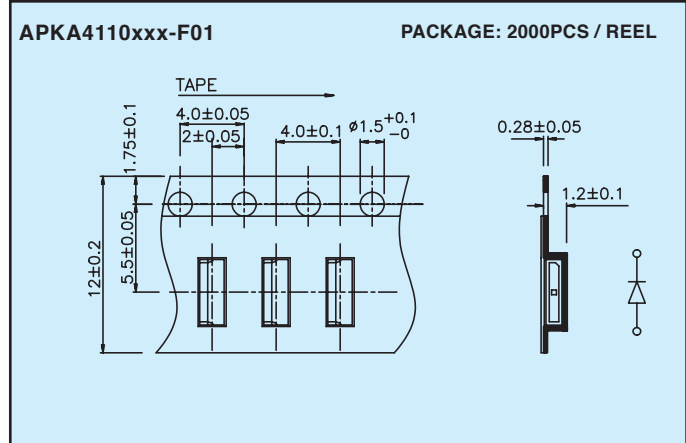 APKA4110xxx-F01
PACKAGE: 2000PCS / REEL
TAPE
4.0±0.05
2±0.05
4.0±0.1
ø1.5+0.1
-0
1.75±0.1
5.5±0.05
12±0.2
0.28±0.05
1.2±0.1